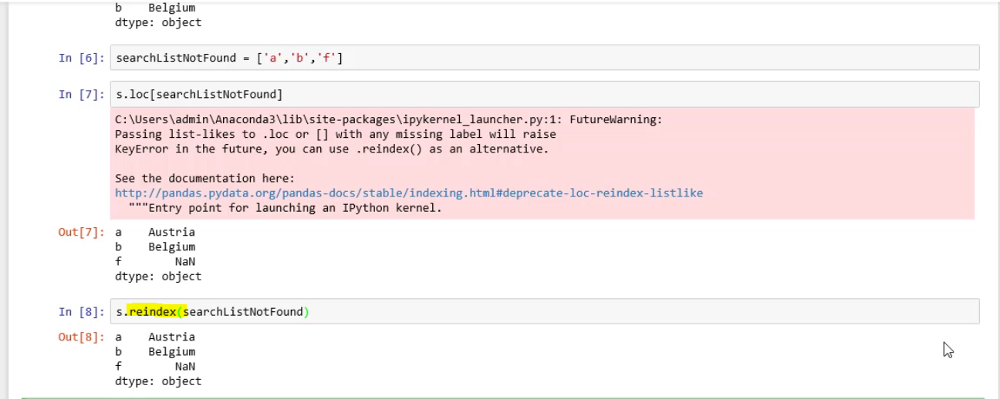 b    Belgium
dtype: object
In [6]: searchListNotFound = ['a','b','f']
In [7]: s.loc[searchListNotFound]
C:\Users\admin\Anaconda3\lib\site-packages\ipykernel_launcher.py:1: FutureWarning:
Passing list-likes to .loc or [] with any missing label will raise
KeyError in the future, you can use .reindex() as an alternative.
See the documentation here:
http://pandas.pydata.org/pandas-docs/stable/indexing.html#deprecate-loc-reindex-listlike
  """Entry point for launching an IPython kernel.
Out[7]: a    Austria
b    Belgium
f        NaN
dtype: object
In [8]: s.reindex(searchListNotFound)
Out[8]: a    Austria
b    Belgium
f        NaN
dtype: object